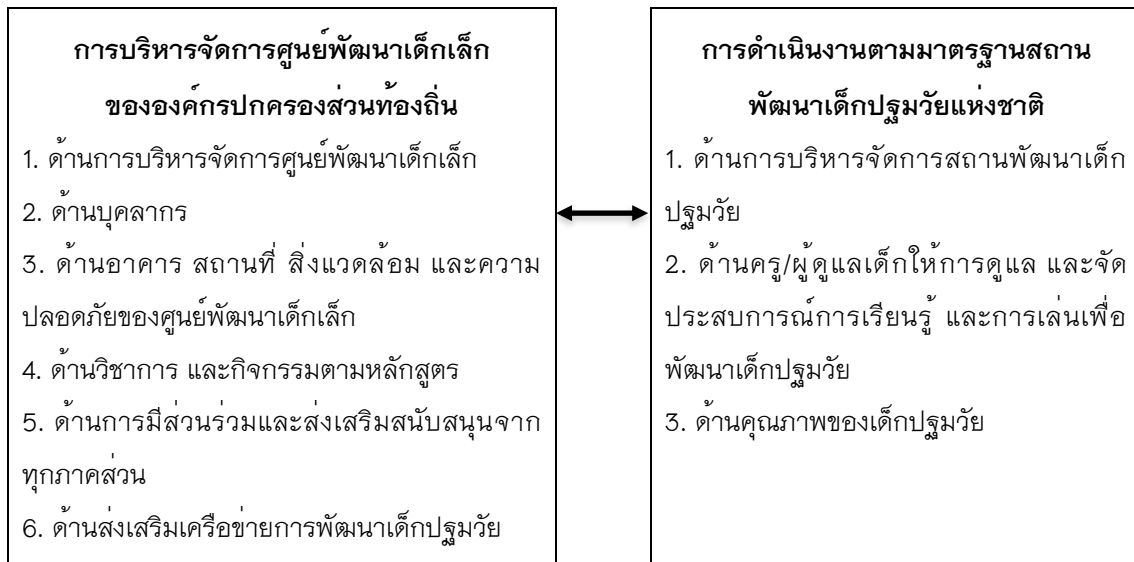 การบริหารจัดการศูนย์พัฒนาเด็กเล็ก
ขององค์กรปกครองส่วนท้องถิ่น
1. ด้านการบริหารจัดการศูนย์พัฒนาเด็กเล็ก
2. ด้านบุคลากร
3. ด้านอาคาร สถานที่ สิ่งแวดล้อม และความ
ปลอดภัยของศูนย์พัฒนาเด็กเล็ก
4. ด้านวิชาการ และกิจกรรมตามหลักสูตร
5. ด้านการมีส่วนร่วมและส่งเสริมสนับสนุนจาก
ทุกภาคส่วน
6. ด้านส่งเสริมเครือข่ายการพัฒนาเด็กปฐมวัย
การดำเนินงานตามมาตรฐานสถาน
พัฒนาเด็กปฐมวัยแห่งชาติ
1. ด้านการบริหารจัดการสถานพัฒนาเด็ก
ปฐมวัย
2. ด้านครู/ผู้ดูแลเด็กให้การดูแล และจัด
ประสบการณ์การเรียนรู้ และการเล่นเพื่อ
พัฒนาเด็กปฐมวัย
3. ด้านคุณภาพของเด็กปฐมวัย